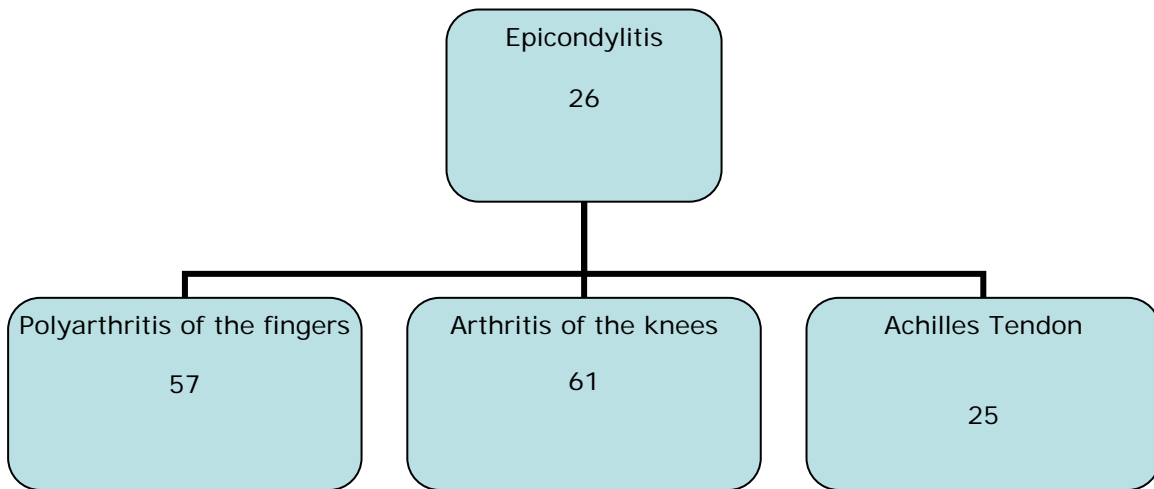 Epicondylitis
26
Polyarthritis of the fingers
57
Arthritis of the knees
61
Achilles Tendon
25